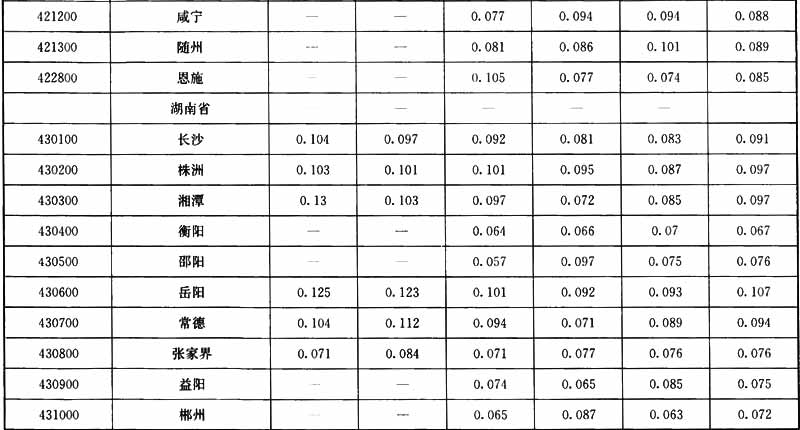 421200 咸宁 — — 0.077 0.094 0.094 0.088
421300 随州 — — 0.081 0.086 0.101 0.089
422800 恩施 — — 0.105 0.077 0.074 0.085
湖南省 — — — —
430100 长沙 0.104 0.097 0.092 0.081 0.083 0.091
430200 株洲 0.103 0.101 0.101 0.095 0.087 0.097
430300 湘潭 0.13 0.103 0.097 0.072 0.085 0.097
430400 衡阳 — — 0.064 0.066 0.07 0.067
430500 邵阳 — — 0.057 0.097 0.075 0.076
430600 岳阳 0.125 0.123 0.101 0.092 0.093 0.107
430700 常德 0.104 0.112 0.094 0.071 0.089 0.094
430800 张家界 0.071 0.084 0.071 0.077 0.076 0.076
430900 益阳 — — 0.074 0.065 0.085 0.075
431000 郴州 — — 0.065 0.087 0.063 0.072